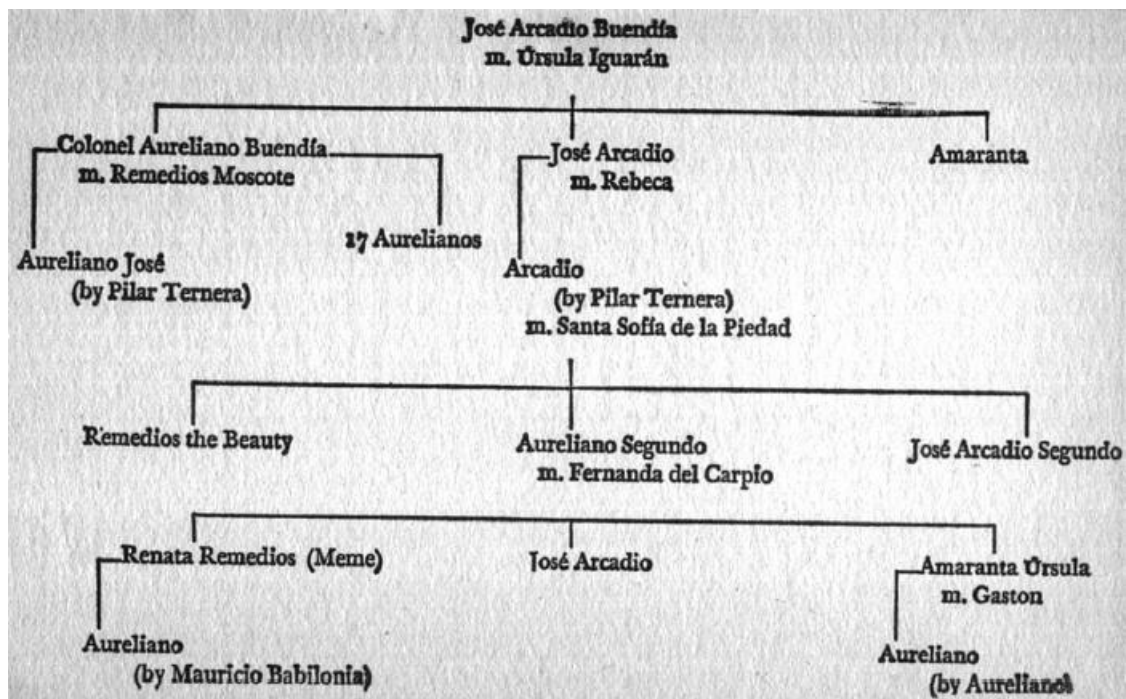 José Arcadio Buendía
m. Úrsula Iguarán
Colonel Aureliano Buendía
m. Remedios Moscote
José Arcadio
m. Rebeca
Amaranta
17 Aurelianos
Aureliano José
(by Pilar Ternera)
Arcadio
(by Pilar Ternera)
m. Santa Sofía de la Piedad
Remedios the Beauty
Aureliano Segundo
m. Fernanda del Carpio
José Arcadio Segundo
Renata Remedios (Meme)
José Arcadio
Amaranta Úrsula
m. Gaston
Aureliano
(by Mauricio Babilonia)
Aureliano
(by Aureliano)